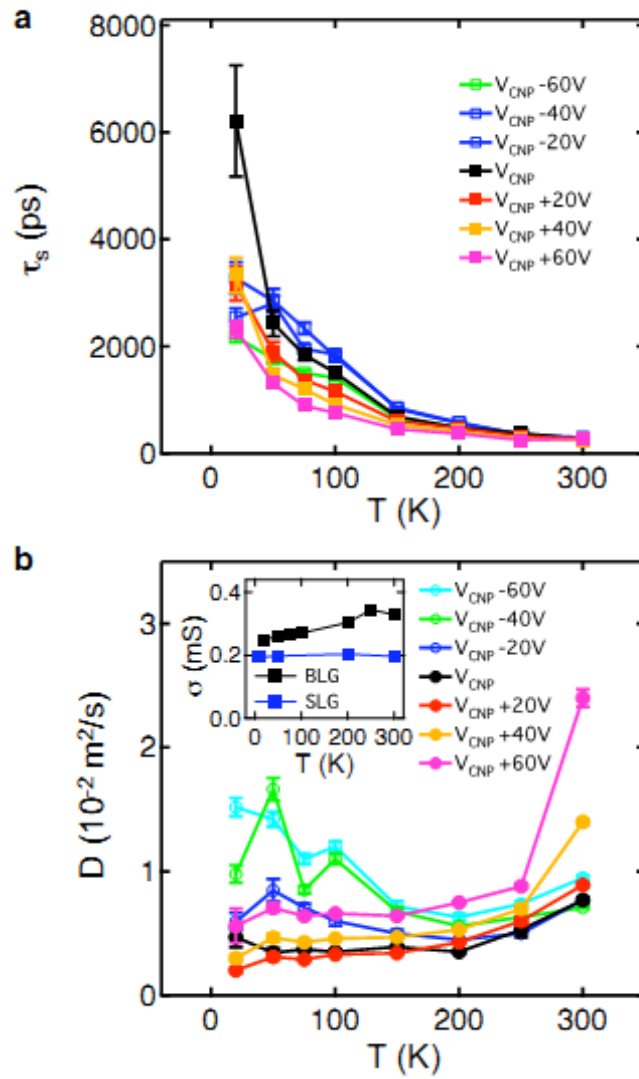 a
8000
6000
4000
2000
0
τs (ps)
VCNP -60V
VCNP -40V
VCNP -20V
VCNP
VCNP +20V
VCNP +40V
VCNP +60V
0 100 200 300
T (K)
b
3
2
1
0
D (10-2 m2/s)
0.4
0.2
0.0
σ (mS)
BLG
SLG
0 100 200 300
T (K)
VCNP -60V
VCNP -40V
VCNP -20V
VCNP
VCNP +20V
VCNP +40V
VCNP +60V
0 100 200 300
T (K)